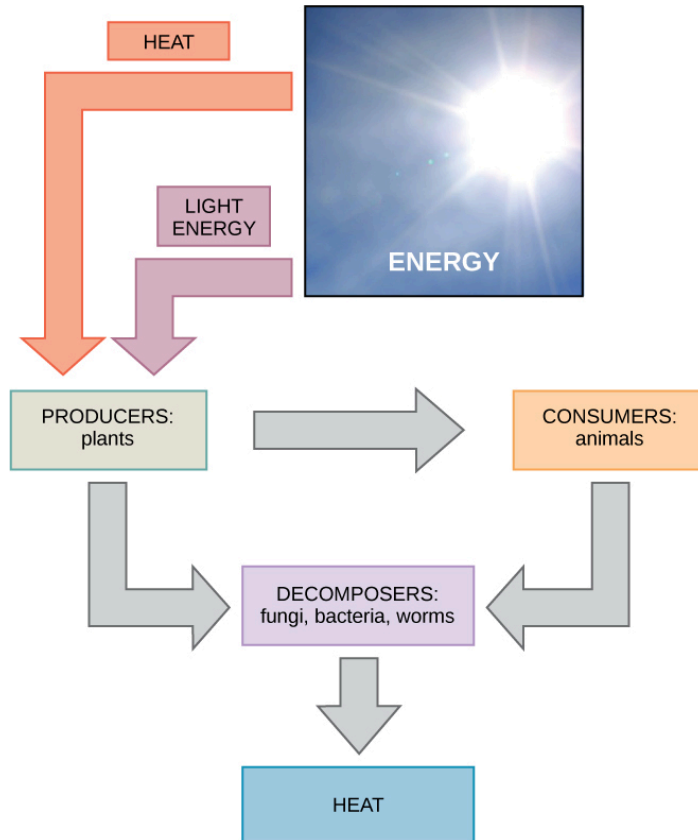 HEAT
LIGHT
ENERGY
ENERGY
PRODUCERS:
plants
CONSUMERS:
animals
DECOMPOSERS:
fungi, bacteria, worms
HEAT